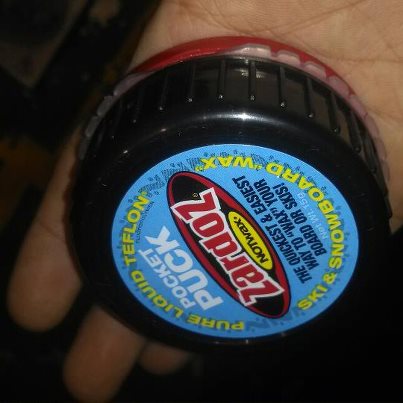 PURE LIQUID TEFLON
SKI & SNOWBOARD "WAX"
POCKET
PUCK
zardoz
NOTWAX
THE QUICKEST & EASIEST
WAY TO "WAX" YOUR
BOARD OR SKIS!